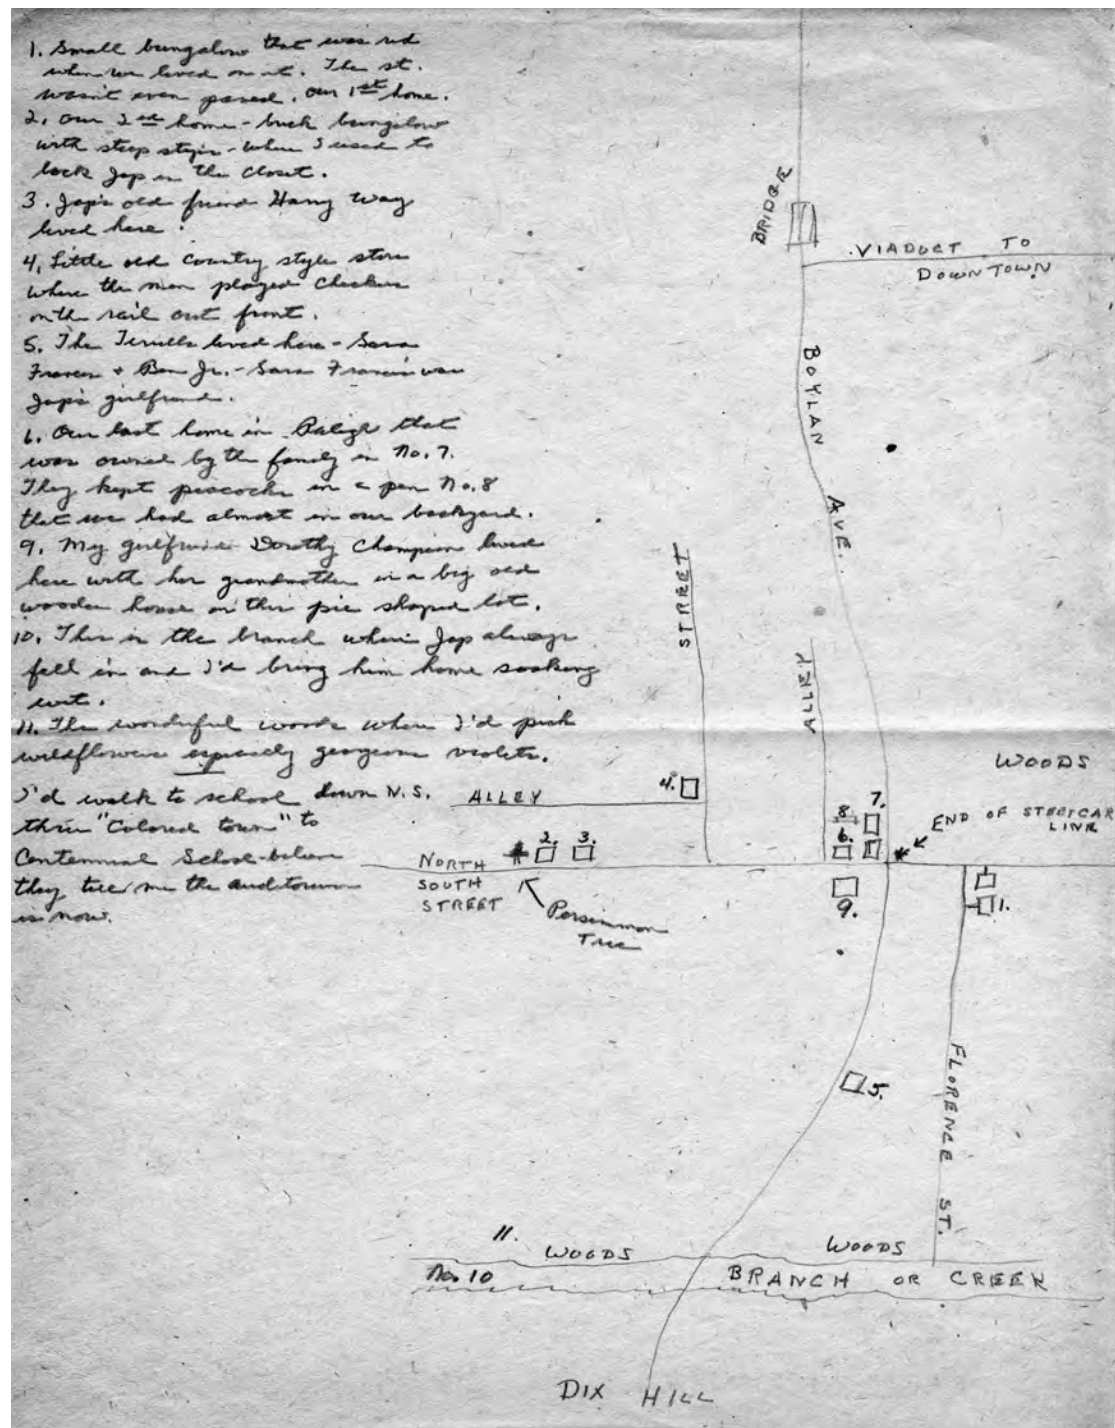 1. Small bungalow that was red
when we lived on it. The st.
wasn't even paved. Our 1st home.
2. Our 2nd home - brick bungalow
with steep steps - where I used to
lock Jap in the closet.
3. Jap's old friend Harry Way
lived here.
4. Little old country style store
where the men played checkers
on the rail out front.
5. The lived here - Sara
Frances & Ben Jr. - Sara Frances was
Jap's girlfriend.
6. Our last home in Raleigh that
was owned by the family in No. 7.
They kept peacocks in a pen No. 8
that we had almost in our backyard.
9. My girlfriend Dorothy Champion lived
here with her grandmother in a big old
wooden house on this pie shaped lot.
10. This is the branch where Jap always
fell in and I'd bring him home soaking
wet.
11. The wonderful woods where I'd pick
wildflowers especially gorgeous violets.
I'd walk to school down N.S.
thru "Colored town" to
Centennial School - believe
they tell me the auditorium
is now.
BRIDGE
VIADUCT TO
DOWNTOWN
BOYLAN AVE.
STREET
ALLEY
WOODS
4.
ALLEY
8
7.
6.
END OF STEETCAR
LINE
2. 3.
NORTH
SOUTH
STREET
Persimmon
Tree
9.
1.
5.
FLORENCE ST.
11.
WOODS
WOODS
No. 10
BRANCH OR CREEK
DIX HILL